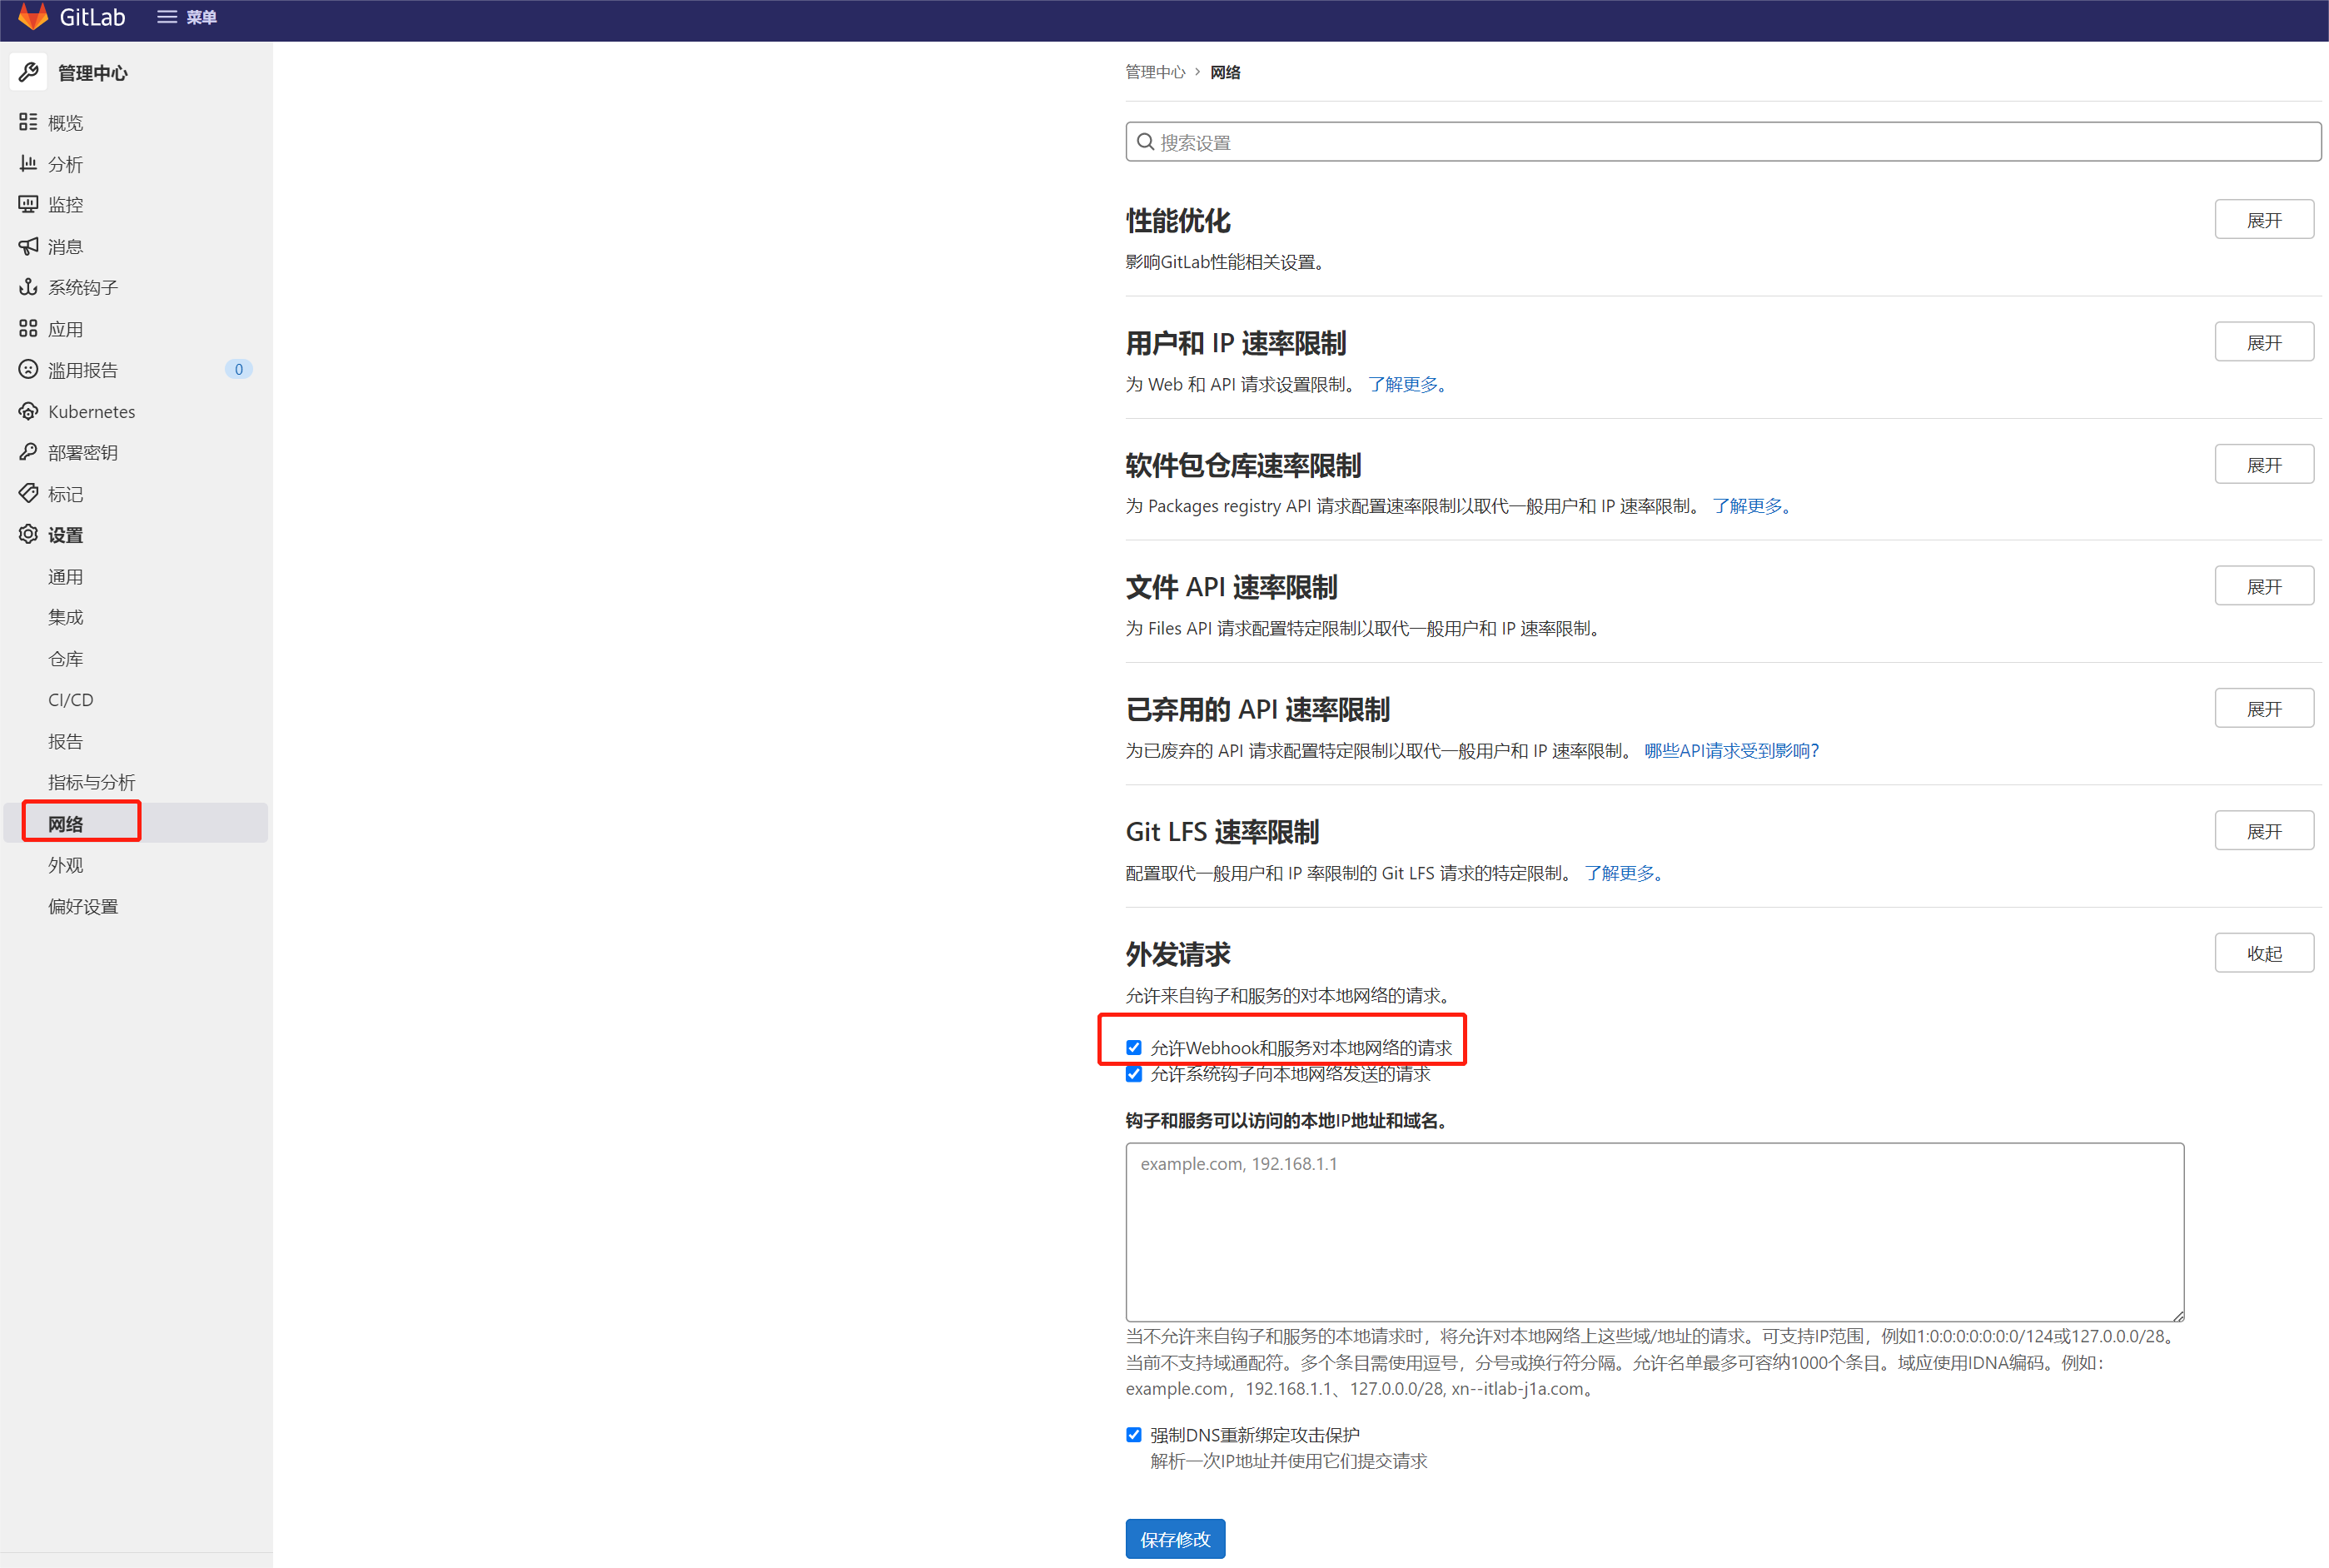 GitLab
菜单
管理中心
概览
分析
监控
消息
系统钩子
应用
滥用报告
0
Kubernetes
部署密钥
标记
设置
通用
集成
仓库
CI/CD
报告
指标与分析
网络
外观
偏好设置
管理中心 › 网络
搜索设置
性能优化
展开
影响GitLab性能相关设置。
用户和 IP 速率限制
展开
为 Web 和 API 请求设置限制。 了解更多。
软件包仓库速率限制
展开
为 Packages registry API 请求配置速率限制以取代一般用户和 IP 速率限制。 了解更多。
文件 API 速率限制
展开
为 Files API 请求配置特定限制以取代一般用户和 IP 速率限制。
已弃用的 API 速率限制
展开
为已废弃的 API 请求配置特定限制以取代一般用户和 IP 速率限制。 哪些API请求受到影响?
Git LFS 速率限制
展开
配置取代一般用户和 IP 率限制的 Git LFS 请求的特定限制。 了解更多。
外发请求
收起
允许来自钩子和服务的对本地网络的请求。
允许Webhook和服务对本地网络的请求
允许系统钩子向本地网络发送的请求
钩子和服务可以访问的本地IP地址和域名。
example.com, 192.168.1.1
当不允许来自钩子和服务的本地请求时，将允许对本地网络上这些域/地址的请求。可支持IP范围，例如1:0:0:0:0:0:0:0/124或127.0.0.0/28。
当前不支持域通配符。多个条目需使用逗号，分号或换行符分隔。允许名单最多可容纳1000个条目。域应使用IDNA编码。例如：
example.com，192.168.1.1、127.0.0.0/28, xn--itlab-j1a.com。
强制DNS重新绑定攻击保护
解析一次IP地址并使用它们提交请求
保存修改